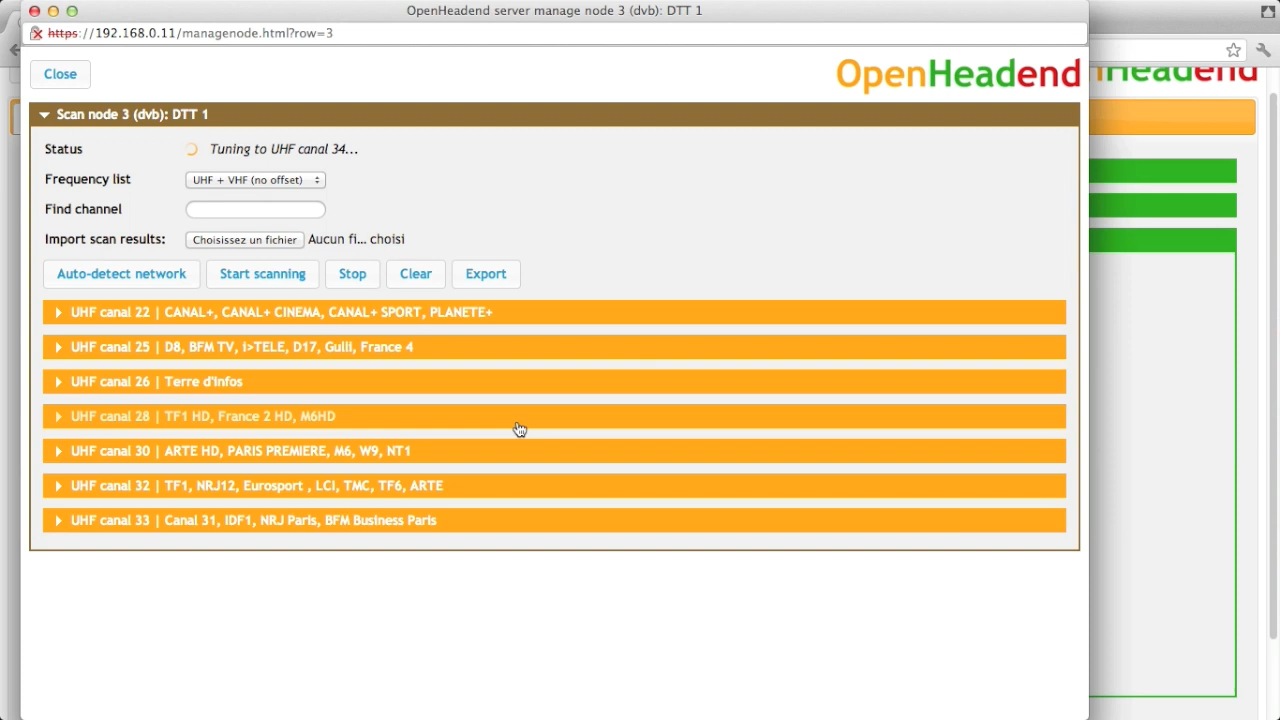 OpenHeadend server manage node 3 (dvb): DTT 1
https://192.168.0.11/managenode.html?row=3
Close
OpenHeadend
Scan node 3 (dvb): DTT 1
Status Tuning to UHF canal 34...
Frequency list UHF + VHF (no offset)
Find channel
Import scan results: Choisissez un fichier Aucun fi... choisi
Auto-detect network Start scanning Stop Clear Export
UHF canal 22 | CANAL+, CANAL+ CINEMA, CANAL+ SPORT, PLANETE+
UHF canal 25 | D8, BFM TV, i>TELE, D17, Gulli, France 4
UHF canal 26 | Terre d'Infos
UHF canal 28 | TF1 HD, France 2 HD, M6HD
UHF canal 30 | ARTE HD, PARIS PREMIERE, M6, W9, NT1
UHF canal 32 | TF1, NRJ12, Eurosport , LCI, TMC, TF6, ARTE
UHF canal 33 | Canal 31, IDF1, NRJ Paris, BFM Business Paris